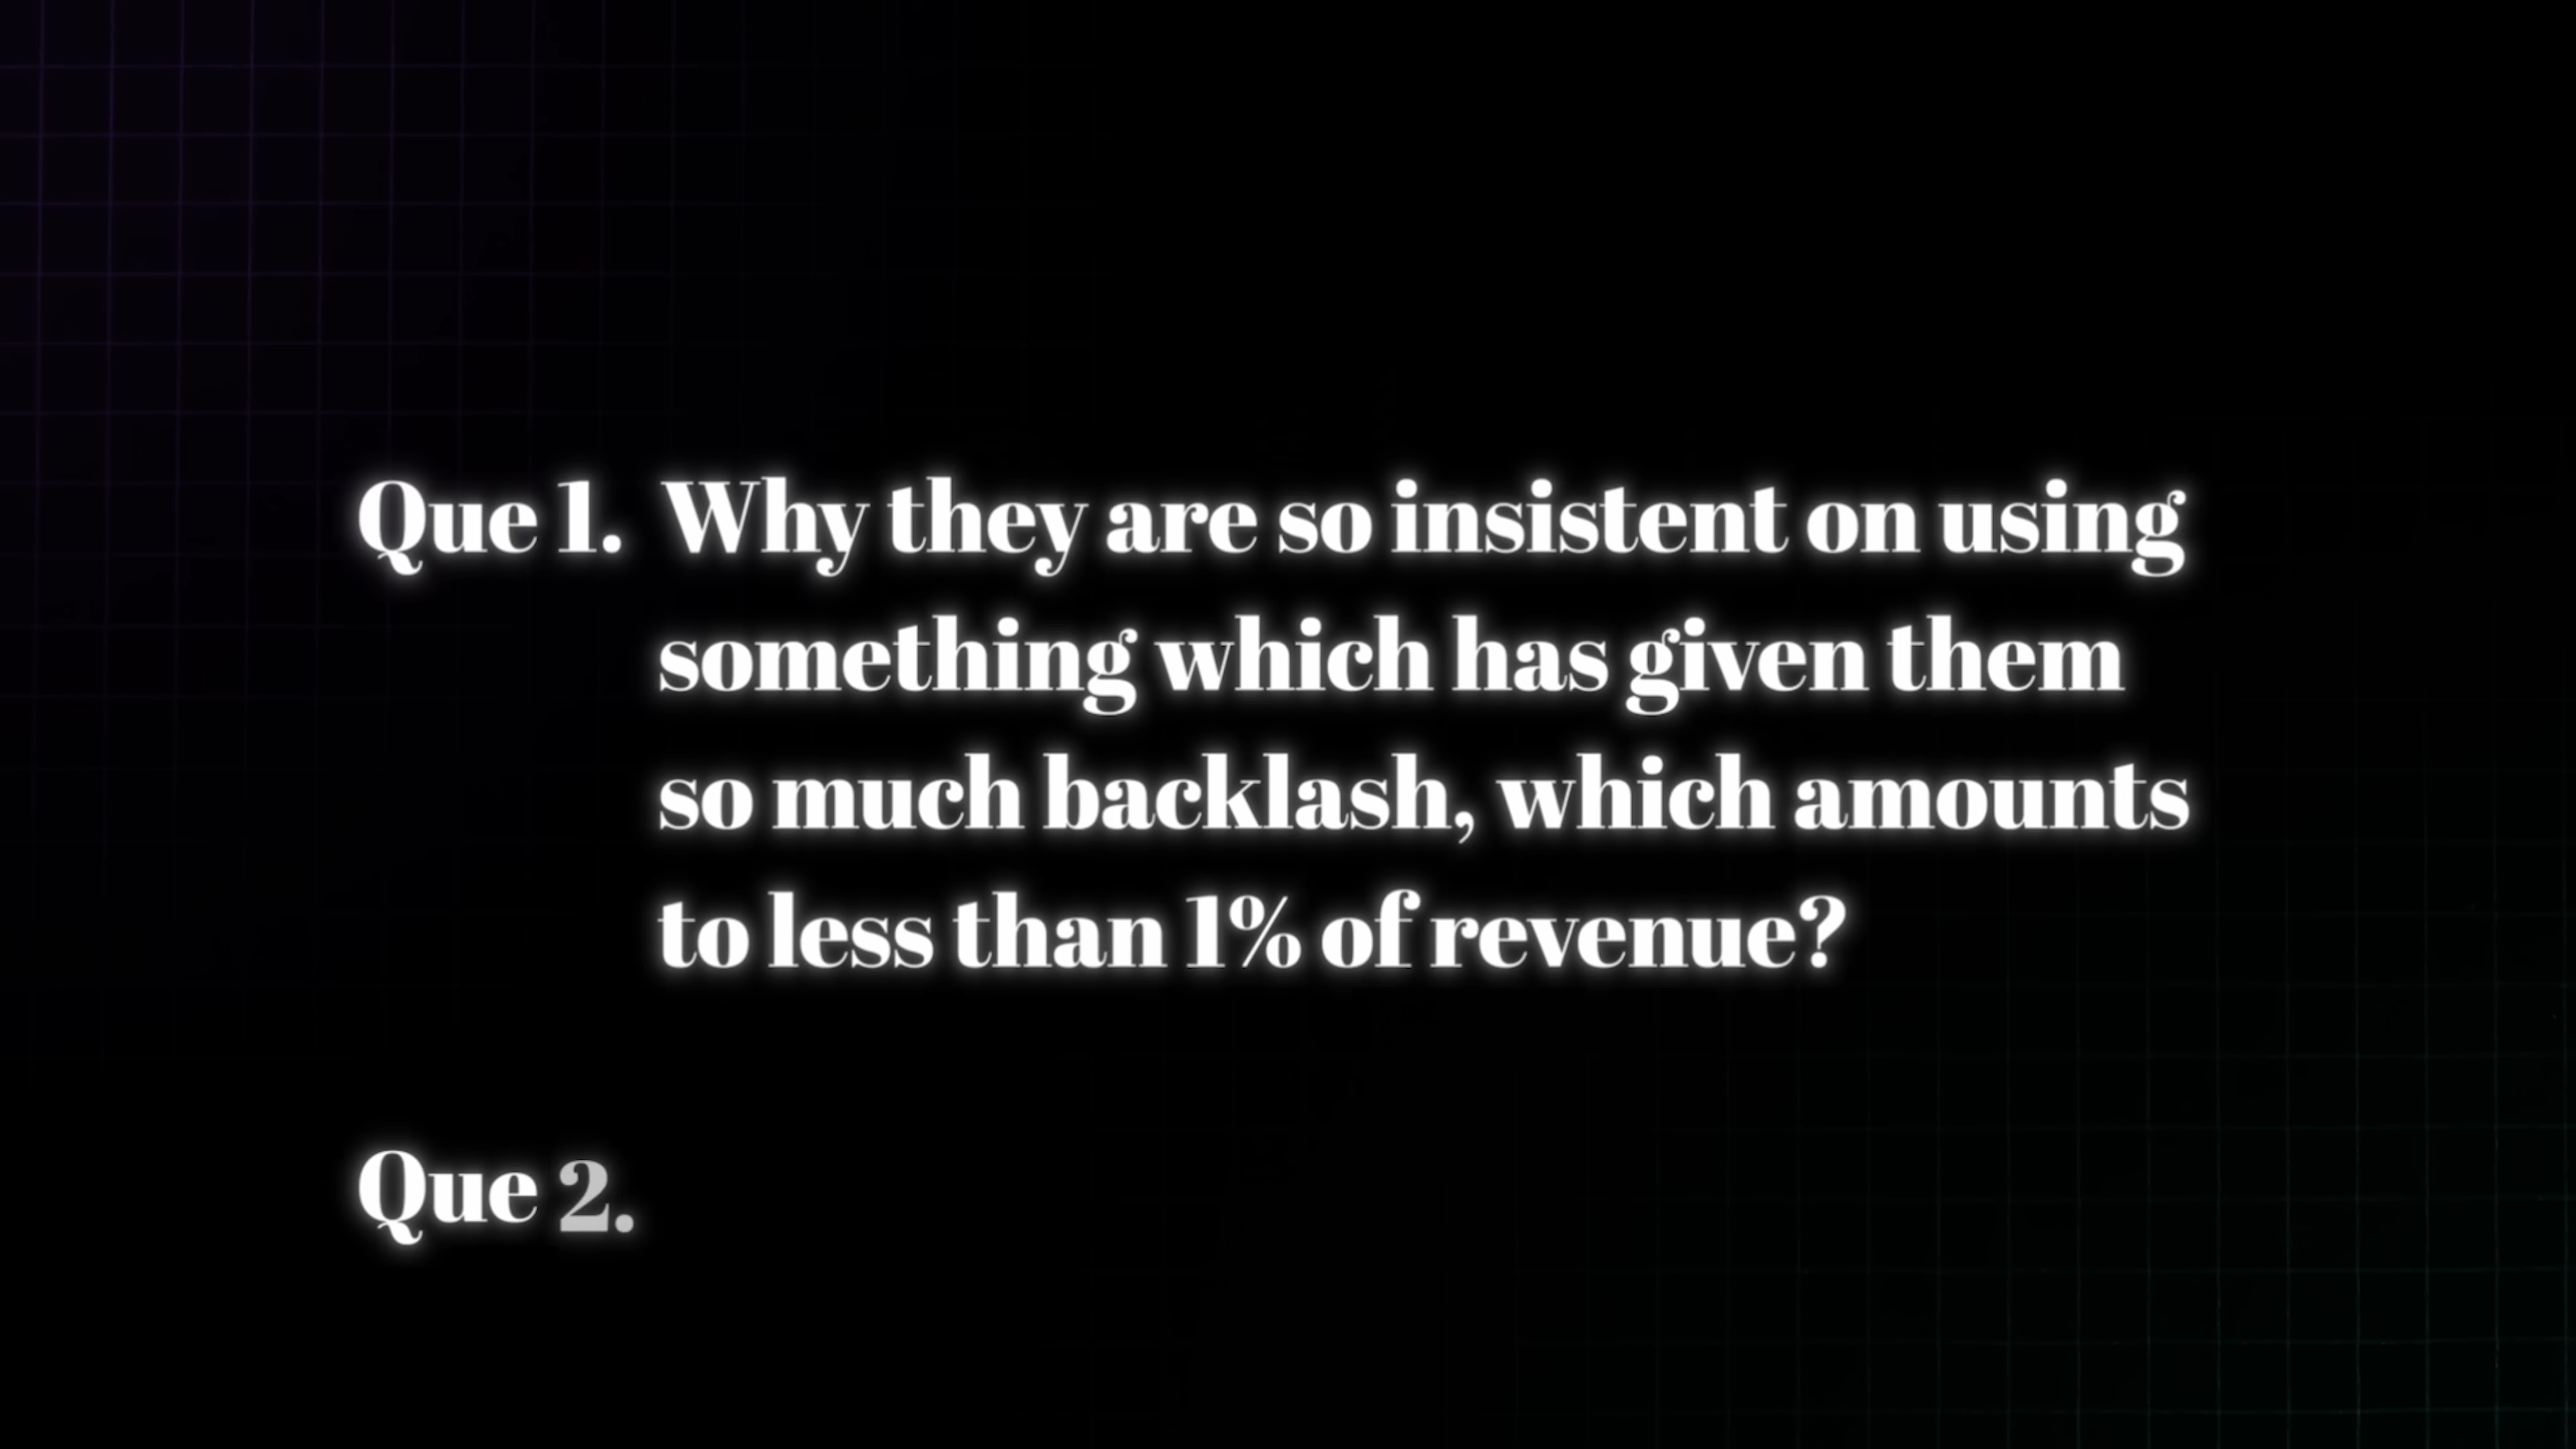 Que 1. Why they are so insistent on using
something which has given them
so much backlash, which amounts
to less than 1% of revenue?
Que 2.